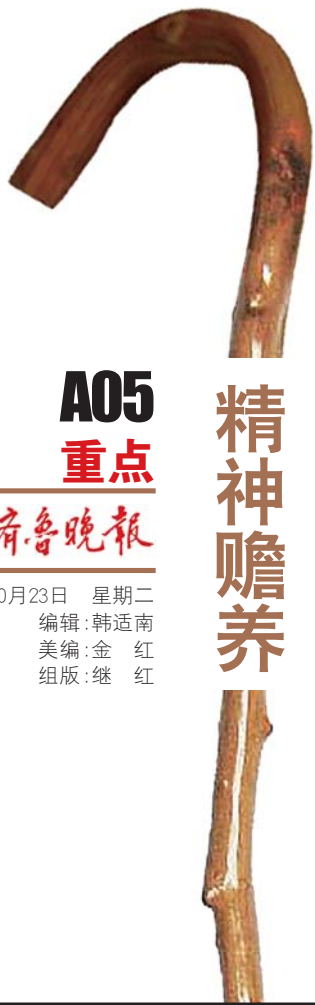 A05
重点
齐鲁晚报
0月23日 星期二
编辑:韩适南
美编:金 红
组版:继 红
精神赡养